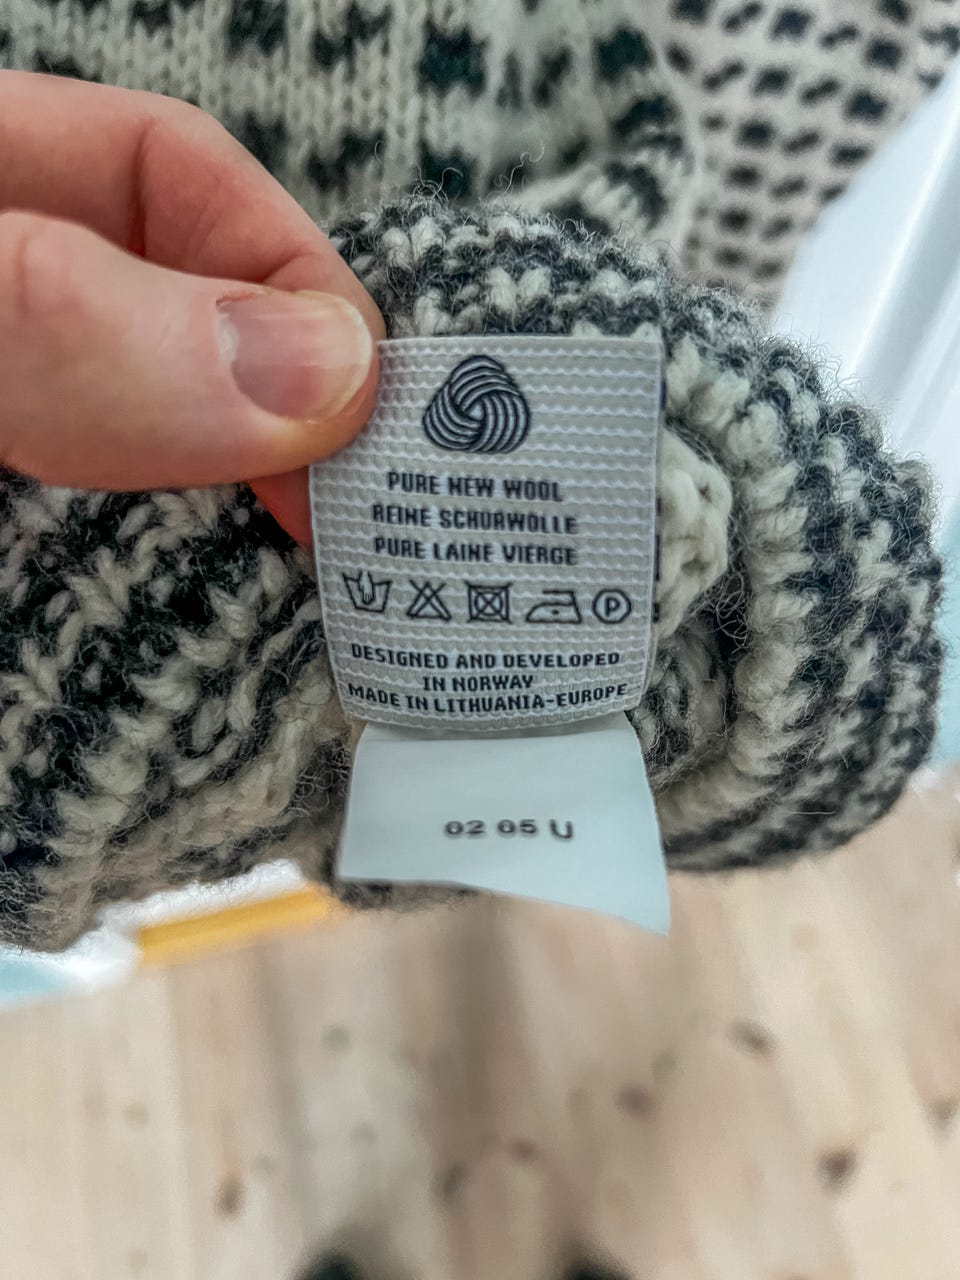 PURE NEW WOOL
REINE SCHURWOLLE
PURE LAINE VIERGE
P
DESIGNED AND DEVELOPED
IN NORWAY
MADE IN LITHUANIA-EUROPE
02 05 U